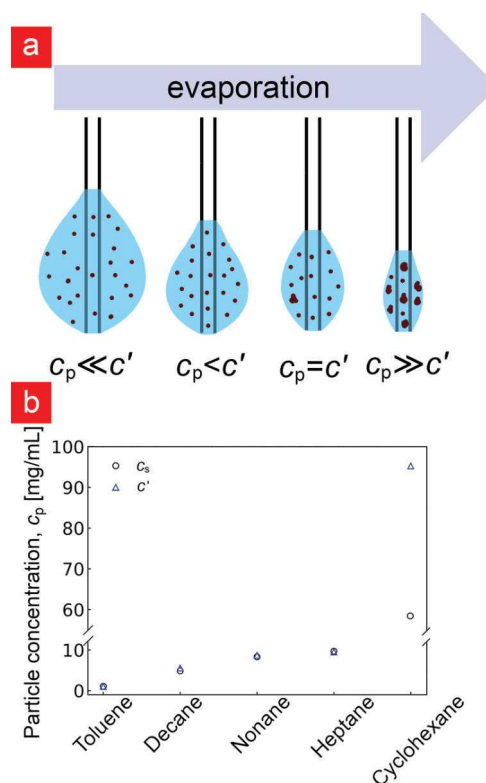 a
evaporation
cp≪c' cp<c' cp=c' cp≫c'
b
Particle concentration, cp [mg/mL]
100
90
80
70
60
10
0
cs
c'
Toluene
Decane
Nonane
Heptane
Cyclohexane